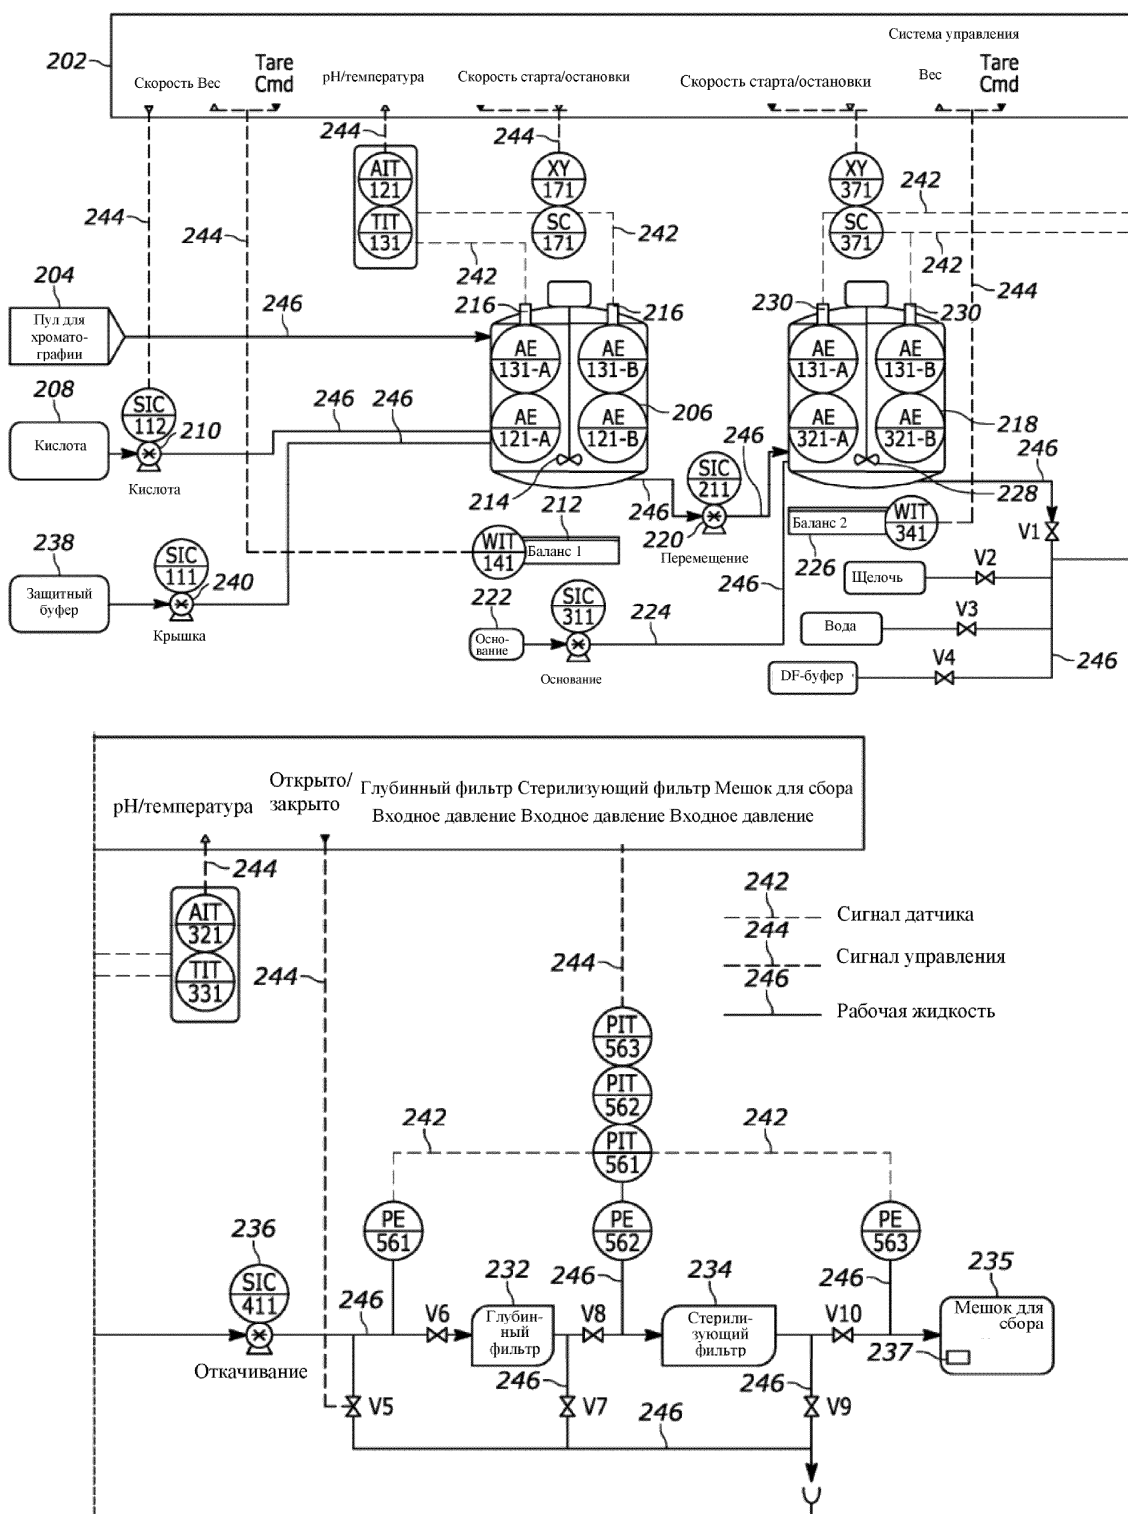 Система управления
202
Скорость Вес
Tare
Cmd
pH/температура
Скорость старта/остановки
Скорость старта/остановки
Вес
Tare
Cmd
244
244
244
244
244
AIT
121
TIT
131
XY
171
SC
171
XY
371
SC
371
242
242
242
242
244
204
Пул для
хромато-
графии
246
216
216
230
230
AE
131-A
AE
131-B
AE
121-A
AE
121-B
AE
131-A
AE
131-B
AE
321-A
AE
321-B
206
218
208
Кислота
SIC
112
210
Кислота
246
246
214
212
246
SIC
211
220
Перемещение
246
228
246
V1
WIT
141
Баланс 1
Баланс 2
WIT
341
226
238
Защитный
буфер
SIC
111
240
Крышка
222
Осно-
вание
SIC
311
Основание
224
246
Щелочь
V2
Вода
V3
DF-буфер
V4
246
pH/температура
Открыто/
закрыто
Глубинный фильтр Стерилизующий фильтр Мешок для сбора
Входное давление Входное давление Входное давление
244
AIT
321
TIT
331
244
244
242
Сигнал датчика
244
Сигнал управления
246
Рабочая жидкость
PIT
563
PIT
562
PIT
561
242
242
PE
561
PE
562
PE
563
236
SIC
411
Откачивание
246
V6
232
Глубин-
ный
фильтр
V8
246
234
Стерили-
зующий
фильтр
V10
246
235
Мешок для
сбора
237
V5
246
V7
246
246
V9